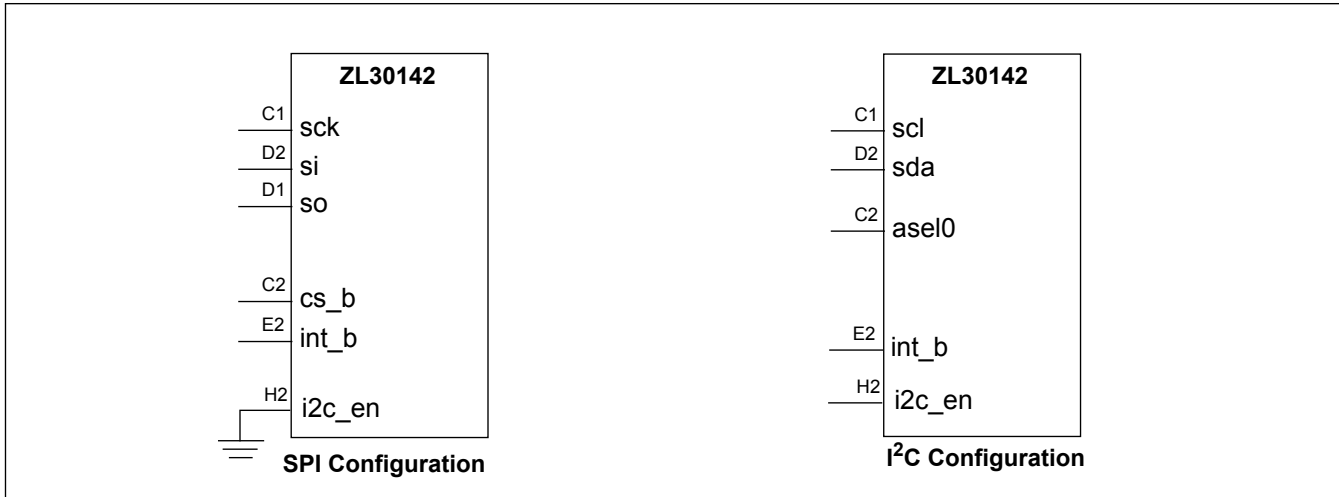 ZL30142
C1
sck
D2
si
D1
so
C2
cs_b
E2
int_b
H2
i2c_en
SPI Configuration
ZL30142
C1
scl
D2
sda
C2
asel0
E2
int_b
H2
i2c_en
I²C Configuration